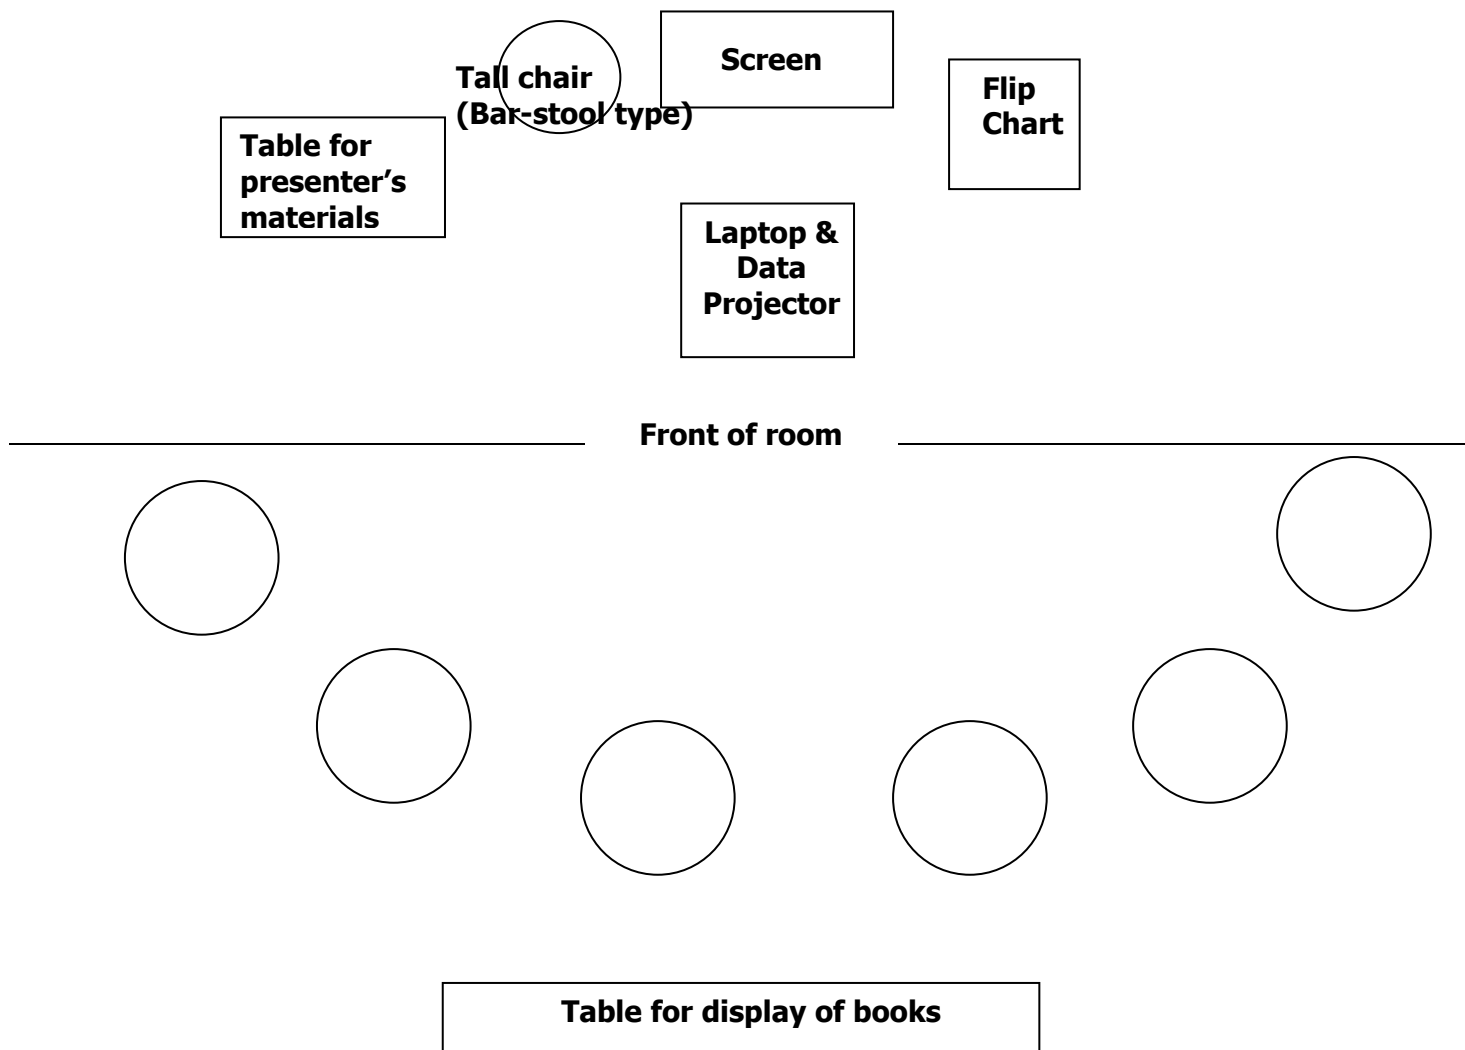 Screen
Tall chair
(Bar-stool type)
Flip
Chart
Table for
presenter’s
materials
Laptop &
Data
Projector
Front of room
Table for display of books